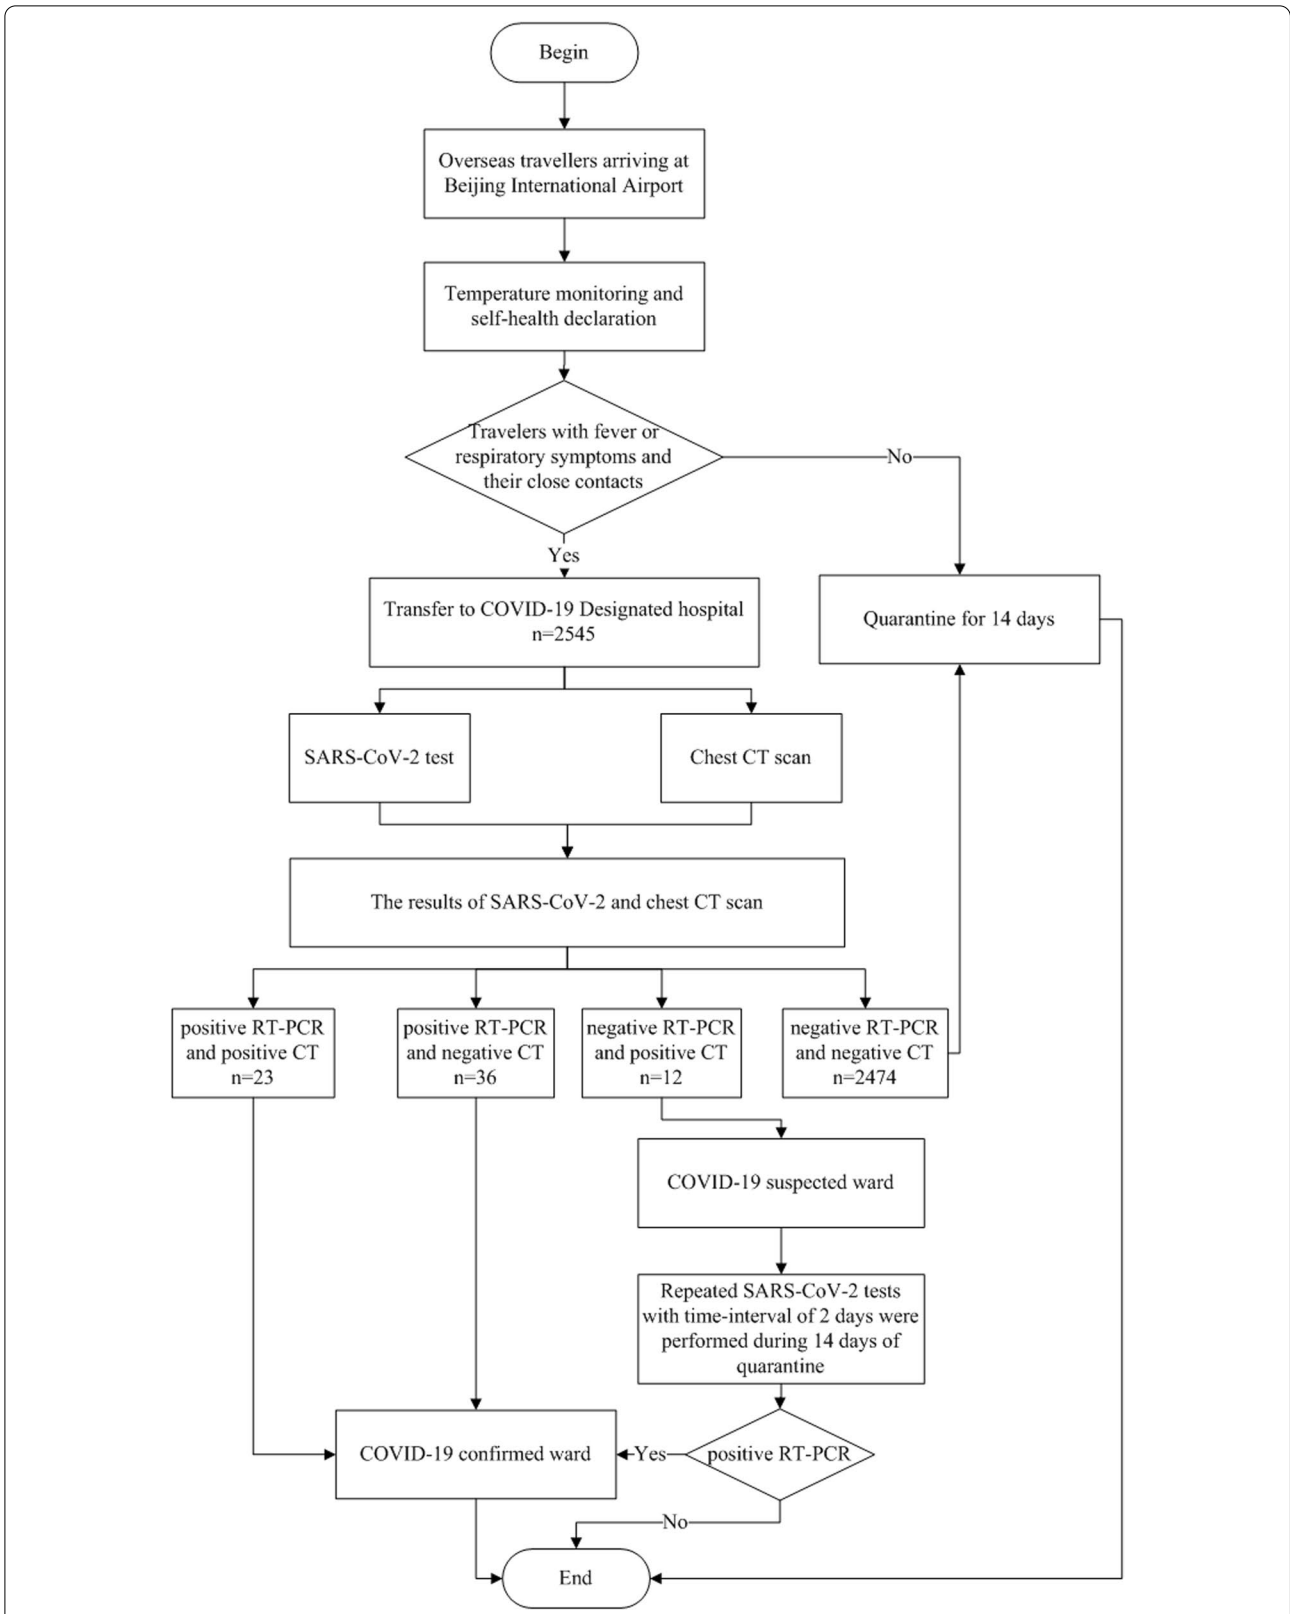 Begin
Overseas travellers arriving at
Beijing International Airport
Temperature monitoring and
self-health declaration
Travelers with fever or
respiratory symptoms and
their close contacts
No
Yes
Transfer to COVID-19 Designated hospital
n=2545
Quarantine for 14 days
SARS-CoV-2 test
Chest CT scan
The results of SARS-CoV-2 and chest CT scan
positive RT-PCR
and positive CT
n=23
positive RT-PCR
and negative CT
n=36
negative RT-PCR
and positive CT
n=12
negative RT-PCR
and negative CT
n=2474
COVID-19 suspected ward
Repeated SARS-CoV-2 tests
with time-interval of 2 days were
performed during 14 days of
quarantine
COVID-19 confirmed ward
Yes
positive RT-PCR
No
End